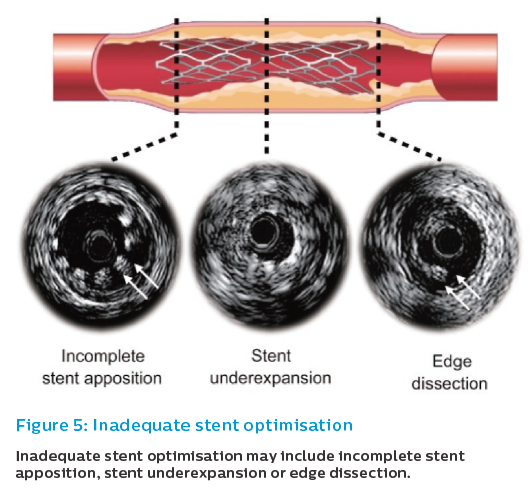 Incomplete
stent apposition
Stent
underexpansion
Edge
dissection
Figure 5: Inadequate stent optimisation
Inadequate stent optimisation may include incomplete stent
apposition, stent underexpansion or edge dissection.